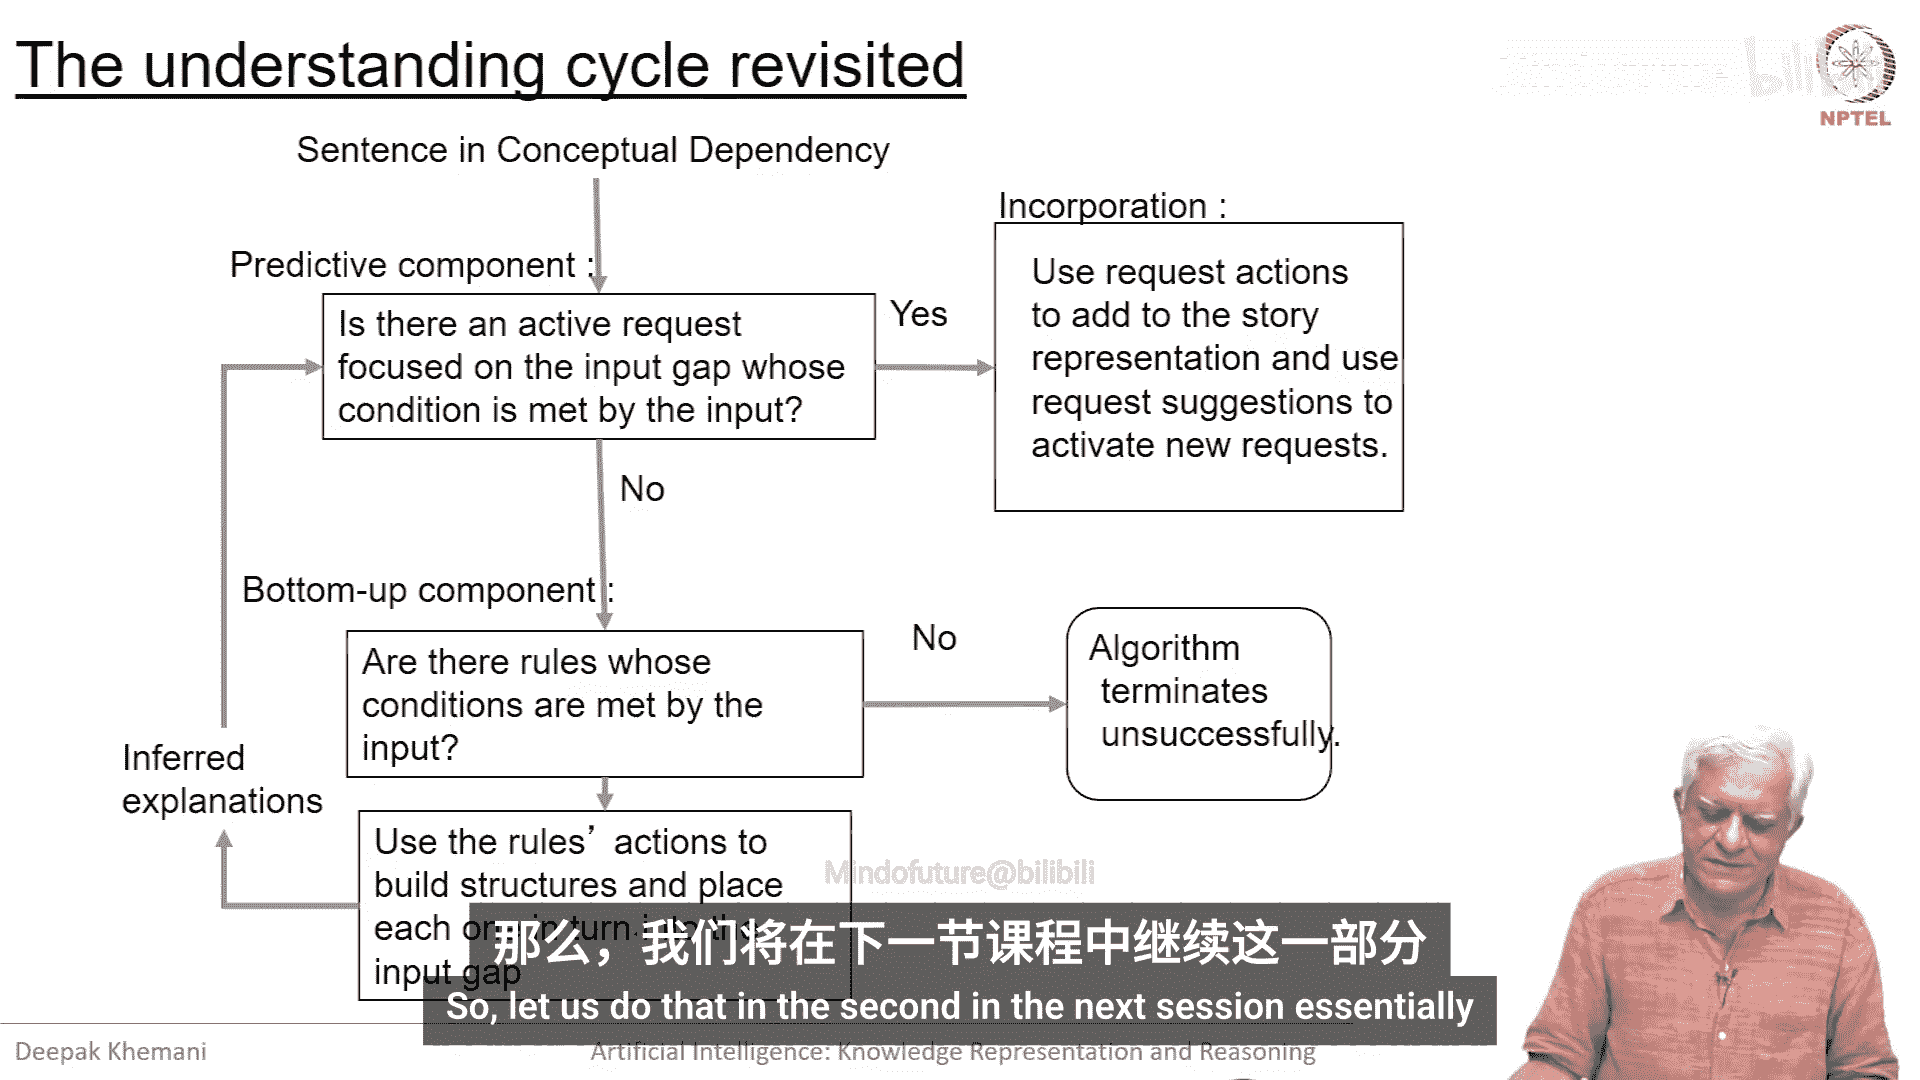 The understanding cycle revisited
NPTEL
Sentence in Conceptual Dependency
Predictive component :
Is there an active request
focused on the input gap whose
condition is met by the input?
Yes
Incorporation :
Use request actions
to add to the story
representation and use
request suggestions to
activate new requests.
No
Bottom-up component :
Are there rules whose
conditions are met by the
input?
No
Algorithm
terminates
unsuccessfully.
Inferred
explanations
Use the rules’ actions to
build structures and place
each one in turn into the
input gap
Mindofuture@bilibili
那么，我们将在下一节课程中继续这一部分
So, let us do that in the second in the next session essentially
Deepak Khemani
Artificial Intelligence: Knowledge Representation and Reasoning